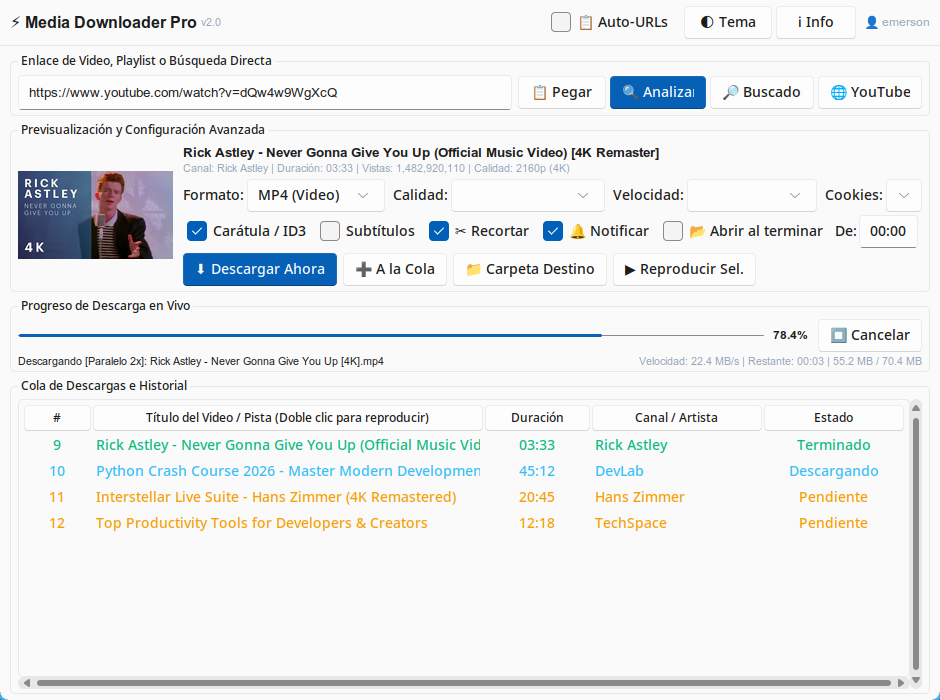 ⚡ Media Downloader Pro v2.0 📋 Auto-URLs 🌓 Tema ℹ Info 👤 emerson
Enlace de Video, Playlist o Búsqueda Directa
https://www.youtube.com/watch?v=dQw4w9WgXcQ 📋 Pegar 🔍 Analizar 🔎 Buscado 🌐 YouTube
Previsualización y Configuración Avanzada
Rick Astley - Never Gonna Give You Up (Official Music Video) [4K Remaster]
Canal: Rick Astley | Duración: 03:33 | Vistas: 1,482,920,110 | Calidad: 2160p (4K)
RICK
ASTLEY
NEVER GONNA
GIVE YOU UP
4K
Formato: MP4 (Video) Calidad: Velocidad: Cookies:
Carátula / ID3 Subtítulos ✂ Recortar 🔔 Notificar 📂 Abrir al terminar De: 00:00
⬇ Descargar Ahora ➕ A la Cola 📁 Carpeta Destino ▶ Reproducir Sel.
Progreso de Descarga en Vivo
78.4% ⏹ Cancelar
Descargando [Paralelo 2x]: Rick Astley - Never Gonna Give You Up [4K].mp4 Velocidad: 22.4 MB/s | Restante: 00:03 | 55.2 MB / 70.4 MB
Cola de Descargas e Historial
# Título del Video / Pista (Doble clic para reproducir) Duración Canal / Artista Estado
9 Rick Astley - Never Gonna Give You Up (Official Music Vid 03:33 Rick Astley Terminado
10 Python Crash Course 2026 - Master Modern Developmen 45:12 DevLab Descargando
11 Interstellar Live Suite - Hans Zimmer (4K Remastered) 20:45 Hans Zimmer Pendiente
12 Top Productivity Tools for Developers & Creators 12:18 TechSpace Pendiente